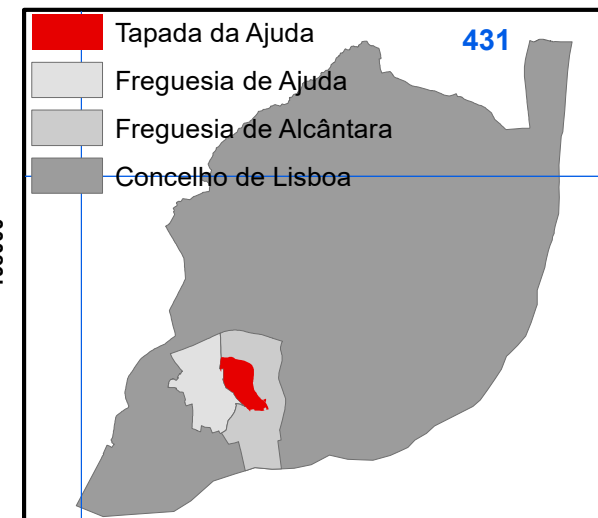 Tapada da Ajuda
431
Freguesia de Ajuda
Freguesia de Alcântara
Concelho de Lisboa